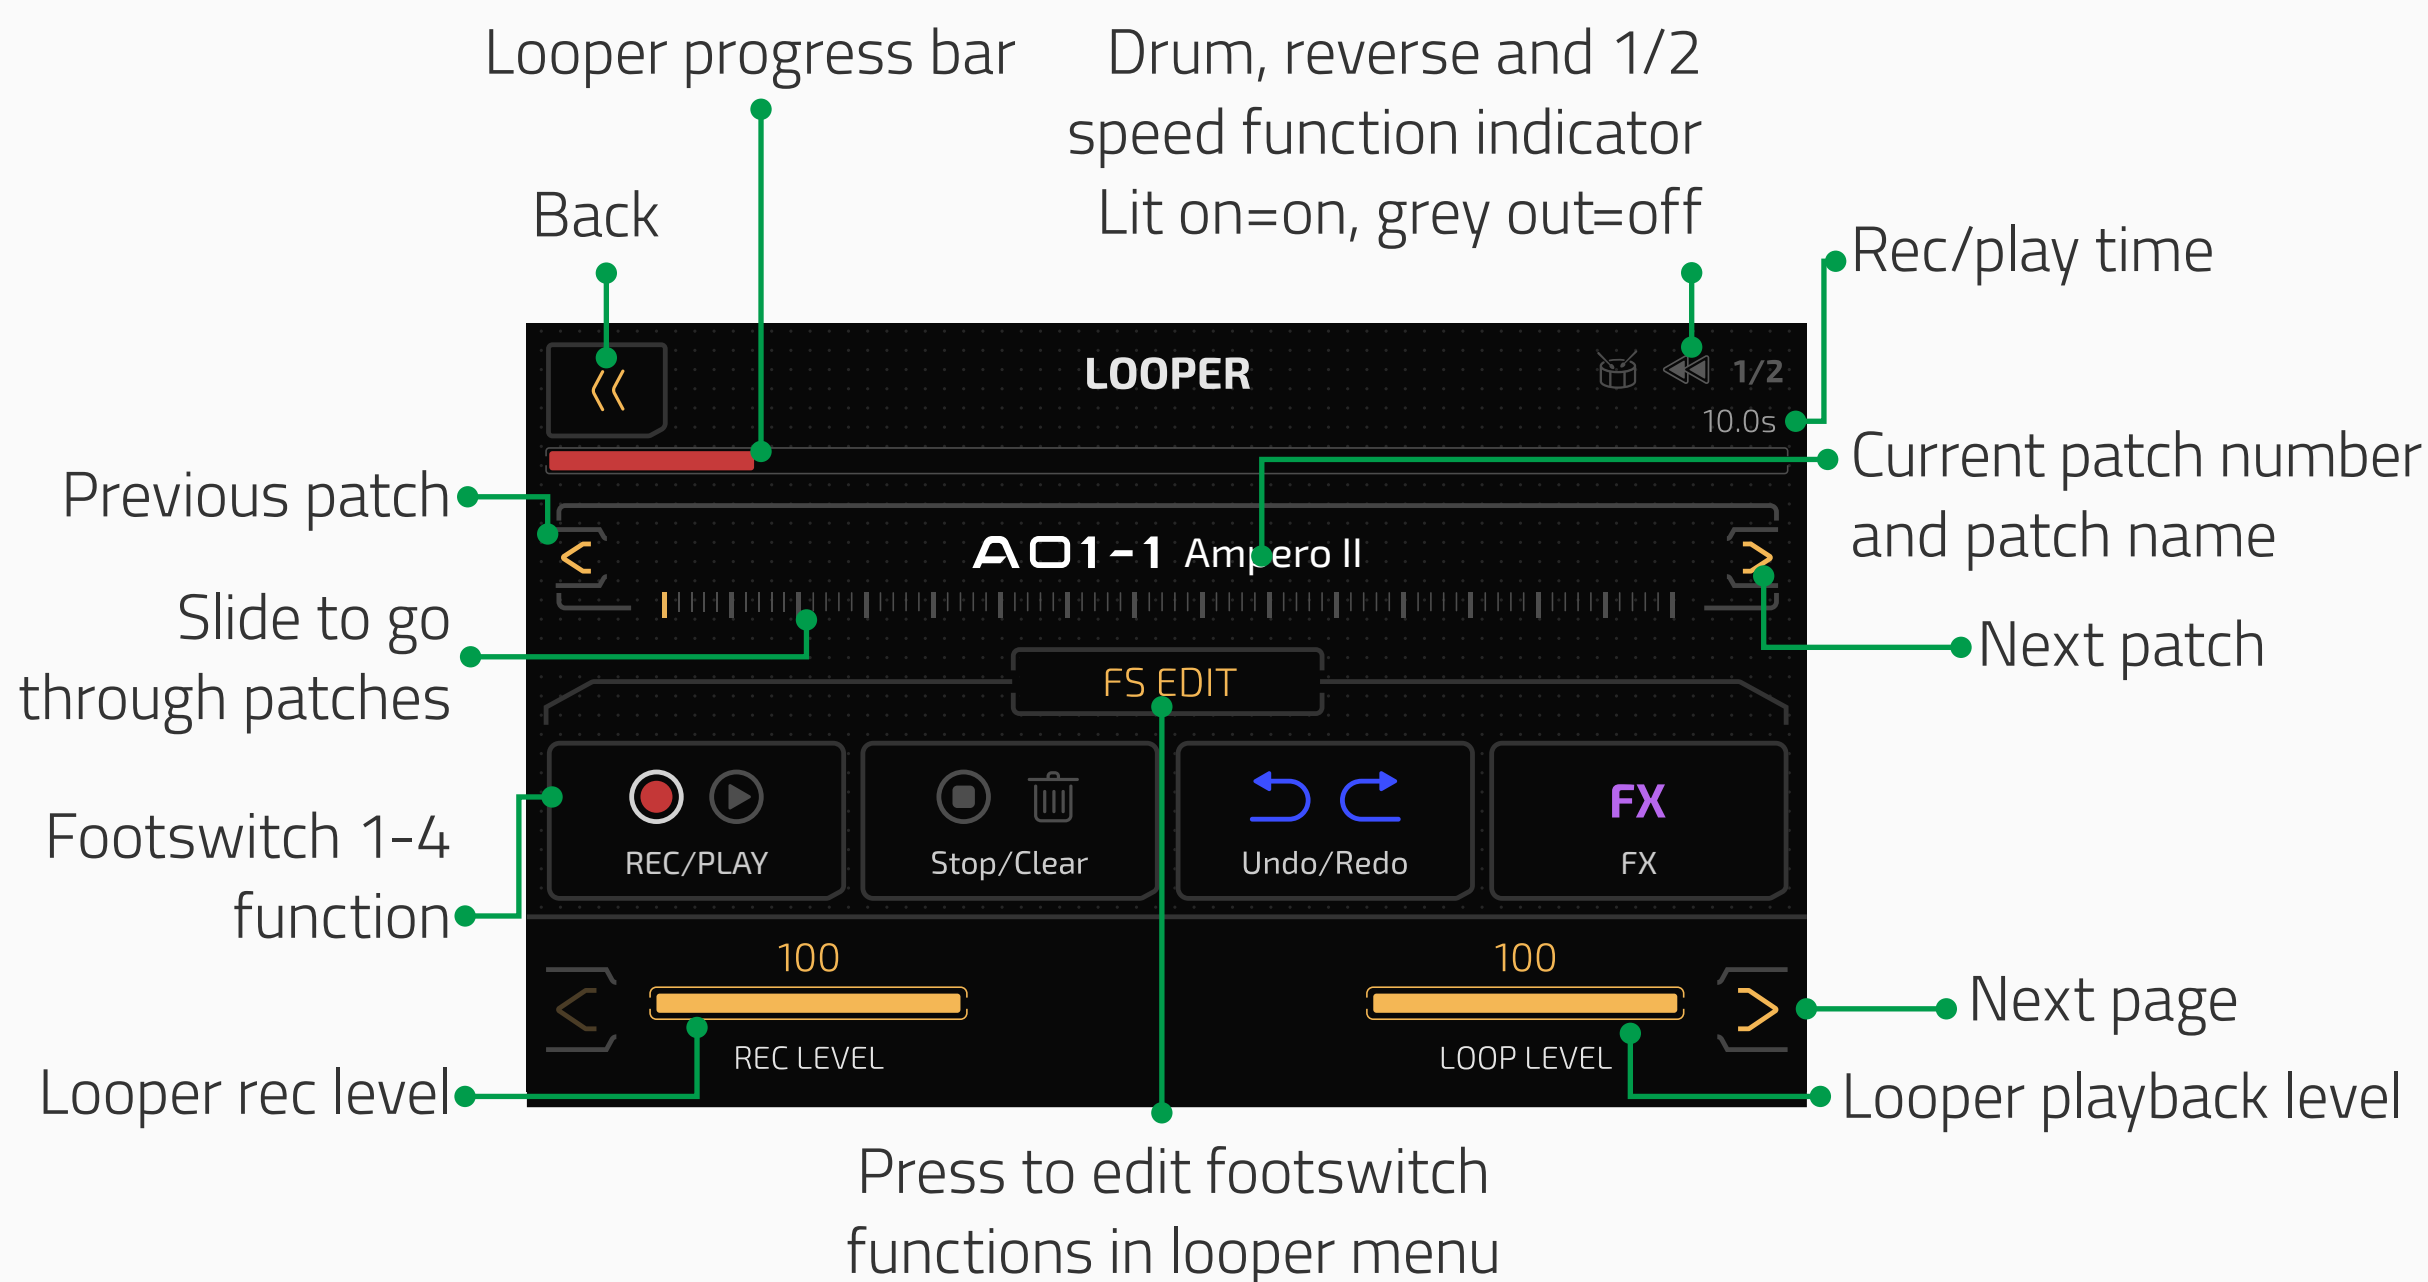 Looper progress bar
Drum, reverse and 1/2
speed function indicator
Lit on=on, grey out=off
Back
Rec/play time
LOOPER
1/2
10.0s
Current patch number
and patch name
Previous patch
A01-1 Ampero II
Slide to go
through patches
Next patch
FS EDIT
Footswitch 1-4
function
REC/PLAY
Stop/Clear
Undo/Redo
FX
FX
100
100
REC LEVEL
LOOP LEVEL
Next page
Looper rec level
Looper playback level
Press to edit footswitch
functions in looper menu